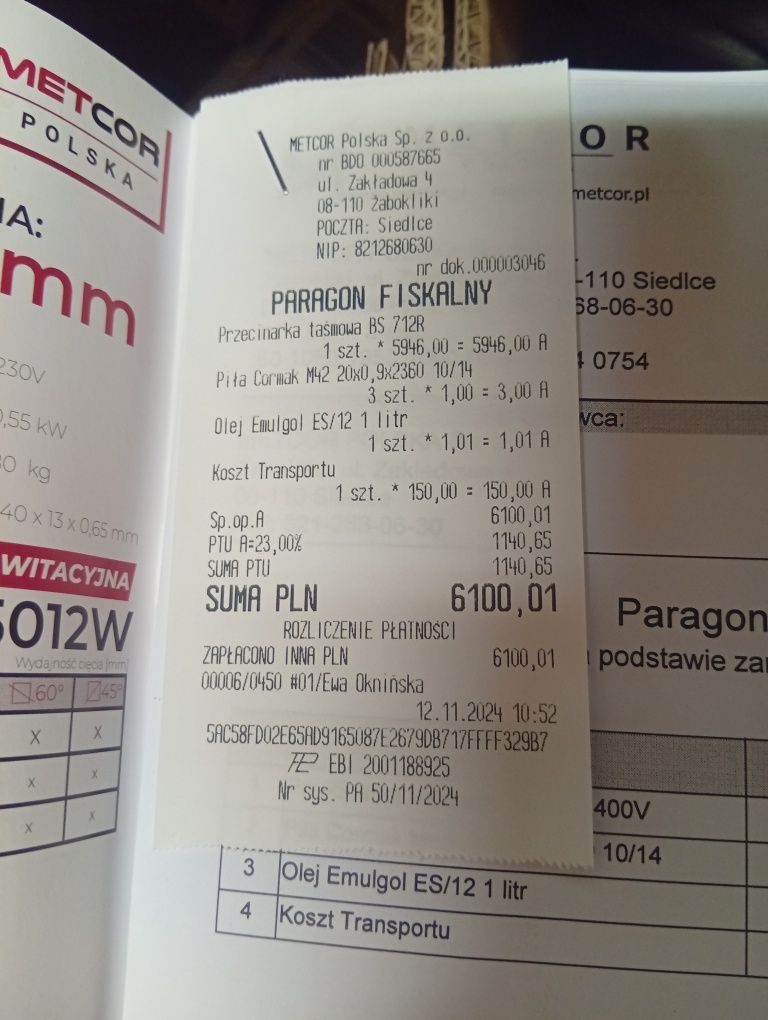 METCOR
POLSKA
IA:
mm
230V
0,55 kW
kg
40 x 13 x 0,65 mm
WITACYJNA
5012W
Wydajność cięcia [mm]
60° 45°
X X
X X
X X
METCOR Polska Sp. z o.o.
nr BDO 000587665
ul. Zakładowa 4
08-110 Żabokliki
POCZTA: Siedlce
NIP: 8212680630
nr dok.000003046
PARAGON FISKALNY
Przecinarka taśmowa BS 712R
1 szt. * 5946,00 = 5946,00 A
Piła Cormak M42 20x0,9x2360 10/14
3 szt. * 1,00 = 3,00 A
Olej Emulgol ES/12 1 litr
1 szt. * 1,01 = 1,01 A
Koszt Transportu
1 szt. * 150,00 = 150,00 A
Sp.op.A 6100,01
PTU A=23,00% 1140,65
SUMA PTU 1140,65
SUMA PLN 6100,01
ROZLICZENIE PŁATNOŚCI
ZAPŁACONO INNA PLN 6100,01
00006/0450 #01/Ewa Oknińska
12.11.2024 10:52
5AC58FD02E65AD9165087E2679DB717FFFF329B7
EBI 2001188925
Nr sys. PA 50/11/2024
OR
metcor.pl
-110 Siedlce
68-06-30
0754
wca:
Paragon
podstawie za
400V
10/14
3 Olej Emulgol ES/12 1 litr
4 Koszt Transportu